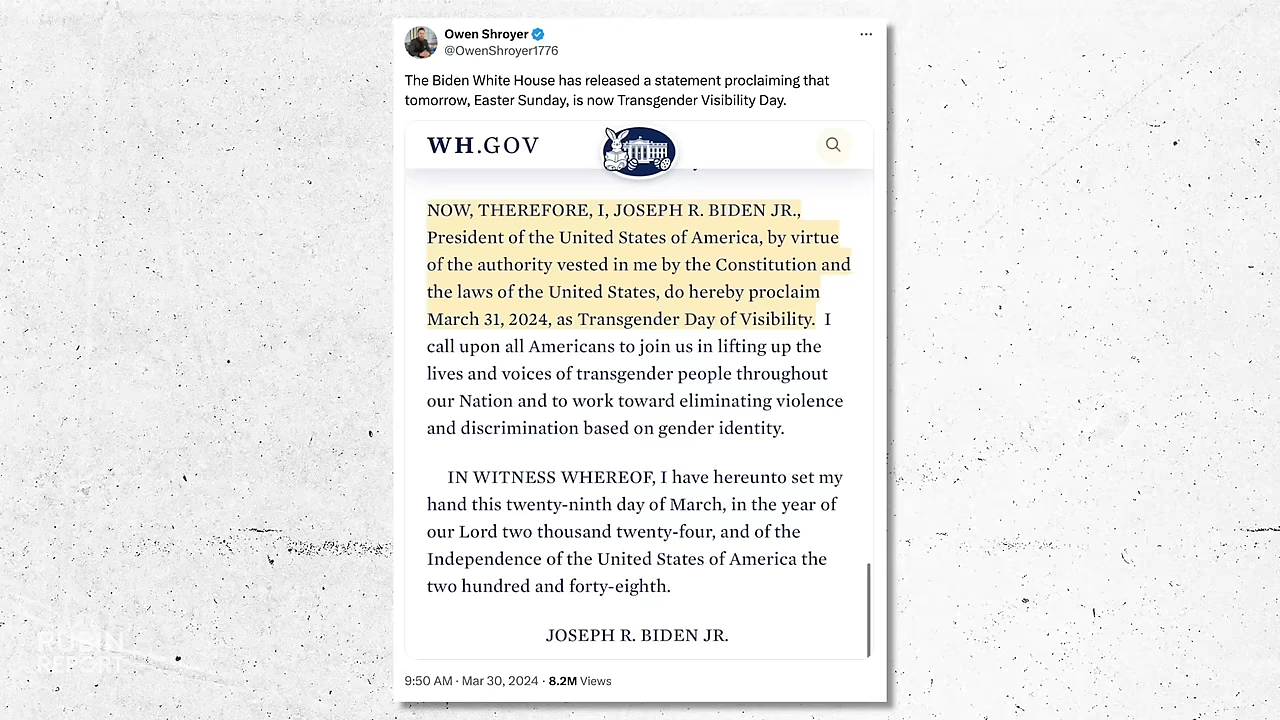 Owen Shroyer
@OwenShroyer1776
The Biden White House has released a statement proclaiming that
tomorrow, Easter Sunday, is now Transgender Visibility Day.
WH.GOV
NOW, THEREFORE, I, JOSEPH R. BIDEN JR.,
President of the United States of America, by virtue
of the authority vested in me by the Constitution and
the laws of the United States, do hereby proclaim
March 31, 2024, as Transgender Day of Visibility. I
call upon all Americans to join us in lifting up the
lives and voices of transgender people throughout
our Nation and to work toward eliminating violence
and discrimination based on gender identity.
IN WITNESS WHEREOF, I have hereunto set my
hand this twenty-ninth day of March, in the year of
our Lord two thousand twenty-four, and of the
Independence of the United States of America the
two hundred and forty-eighth.
JOSEPH R. BIDEN JR.
9:50 AM · Mar 30, 2024 · 8.2M Views
RUBIN
REPORT